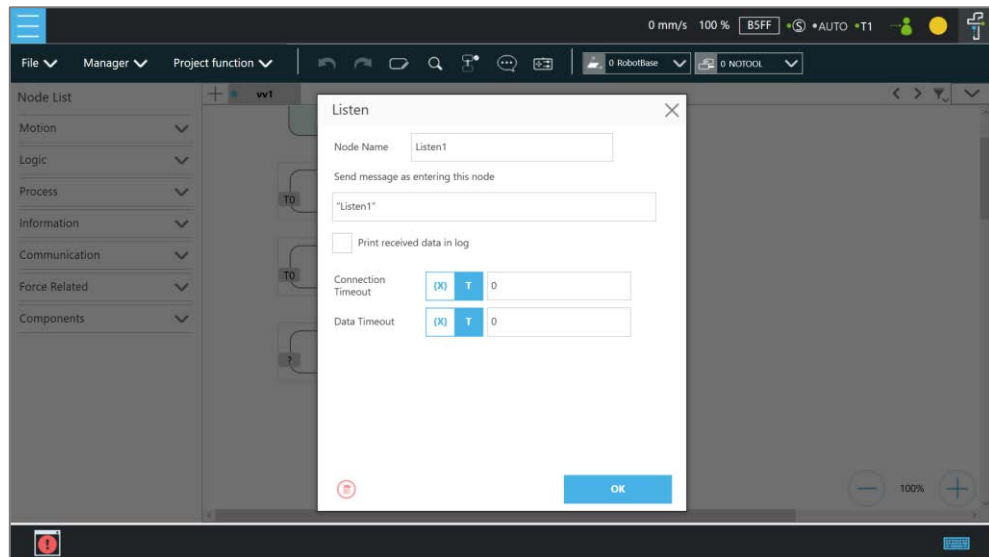 0 mm/s 100 % B5FF •Ⓢ •AUTO •T1
File Manager Project function 0 RobotBase 0 NOTOOL
Node List
vv1
Motion
Logic
Process
Information
Communication
Force Related
Components
TO
TO
?
Listen
Node Name Listen1
Send message as entering this node
"Listen1"
Print received data in log
Connection
Timeout
(X) T 0
Data Timeout (X) T 0
OK
100%